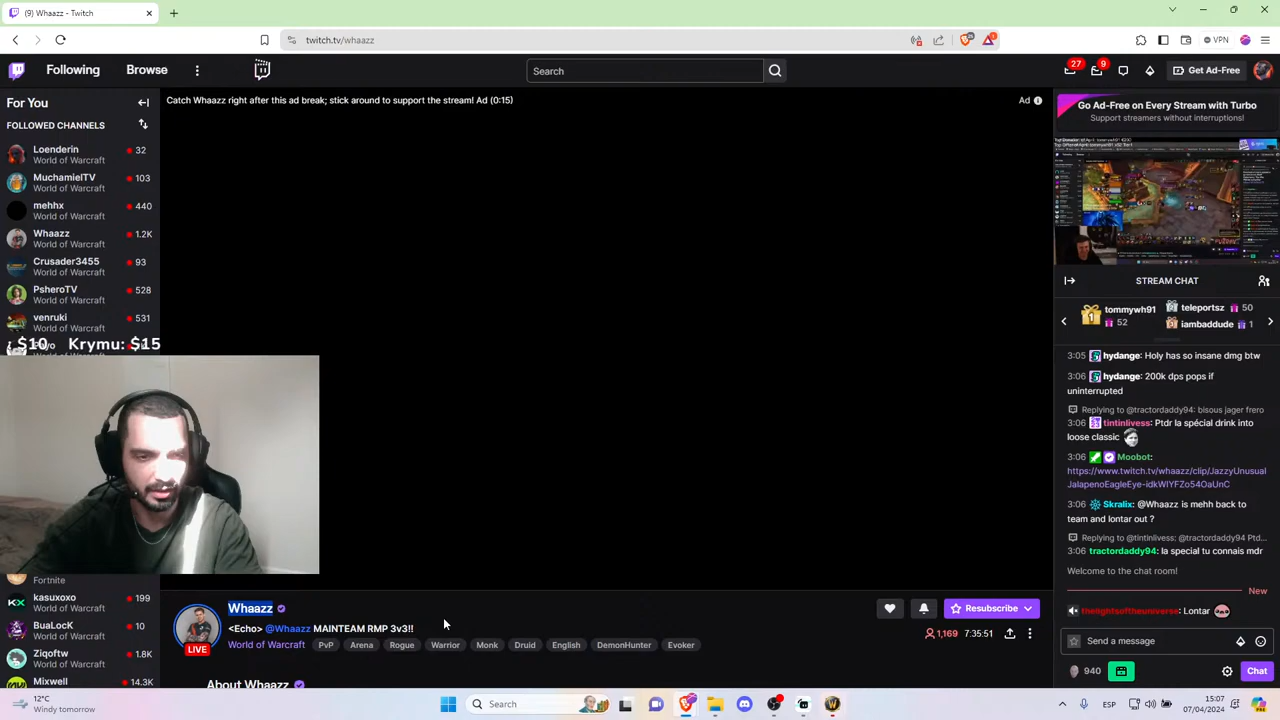 (9) Whaazz - Twitch
twitch.tv/whaazz
VPN
Following
Browse
Search
27
9
Get Ad-Free
For You
FOLLOWED CHANNELS
Loenderin
World of Warcraft
32
MuchamielTV
World of Warcraft
103
mehhx
World of Warcraft
440
Whaazz
World of Warcraft
1.2K
Crusader3455
World of Warcraft
93
PsheroTV
World of Warcraft
528
venruki
World of Warcraft
531
: $10 Krymu: $15
Fortnite
kasuxoxo
World of Warcraft
199
BuaLocK
World of Warcraft
10
Ziqoftw
World of Warcraft
1.8K
Mixwell
14.3K
Catch Whaazz right after this ad break; stick around to support the stream! Ad (0:15)
Ad
Whaazz
<Echo> @Whaazz MAINTEAM RMP 3v3!!
World of Warcraft PvP Arena Rogue Warrior Monk Druid English DemonHunter Evoker
LIVE
Resubscribe
1,169 7:35:51
About Whaazz
Go Ad-Free on Every Stream with Turbo
Support streamers without interruptions!
STREAM CHAT
1
tommywh91
52
2 teleportsz 50
3 iambaddude 1
3:05 hydange: Holy has so insane dmg btw
3:06 hydange: 200k dps pops if
uninterrupted
Replying to @tractordaddy94: bisous jager frero
3:06 tintinlivess: Ptdr la spécial drink into
loose classic
3:06 Moobot:
https://www.twitch.tv/whaazz/clip/JazzyUnusual
JalapenoEagleEye-idkWIYFZo54OaUnC
3:06 Skralix: @Whaazz is mehh back to
team and lontar out ?
Replying to @tintinlivess: @tractordaddy94 Ptd...
3:06 tractordaddy94: la special tu connais mdr
Welcome to the chat room!
New
thelightsoftheuniverse: Lontar
Send a message
940
Chat
12°C
Windy tomorrow
Search
ESP
15:07
07/04/2024